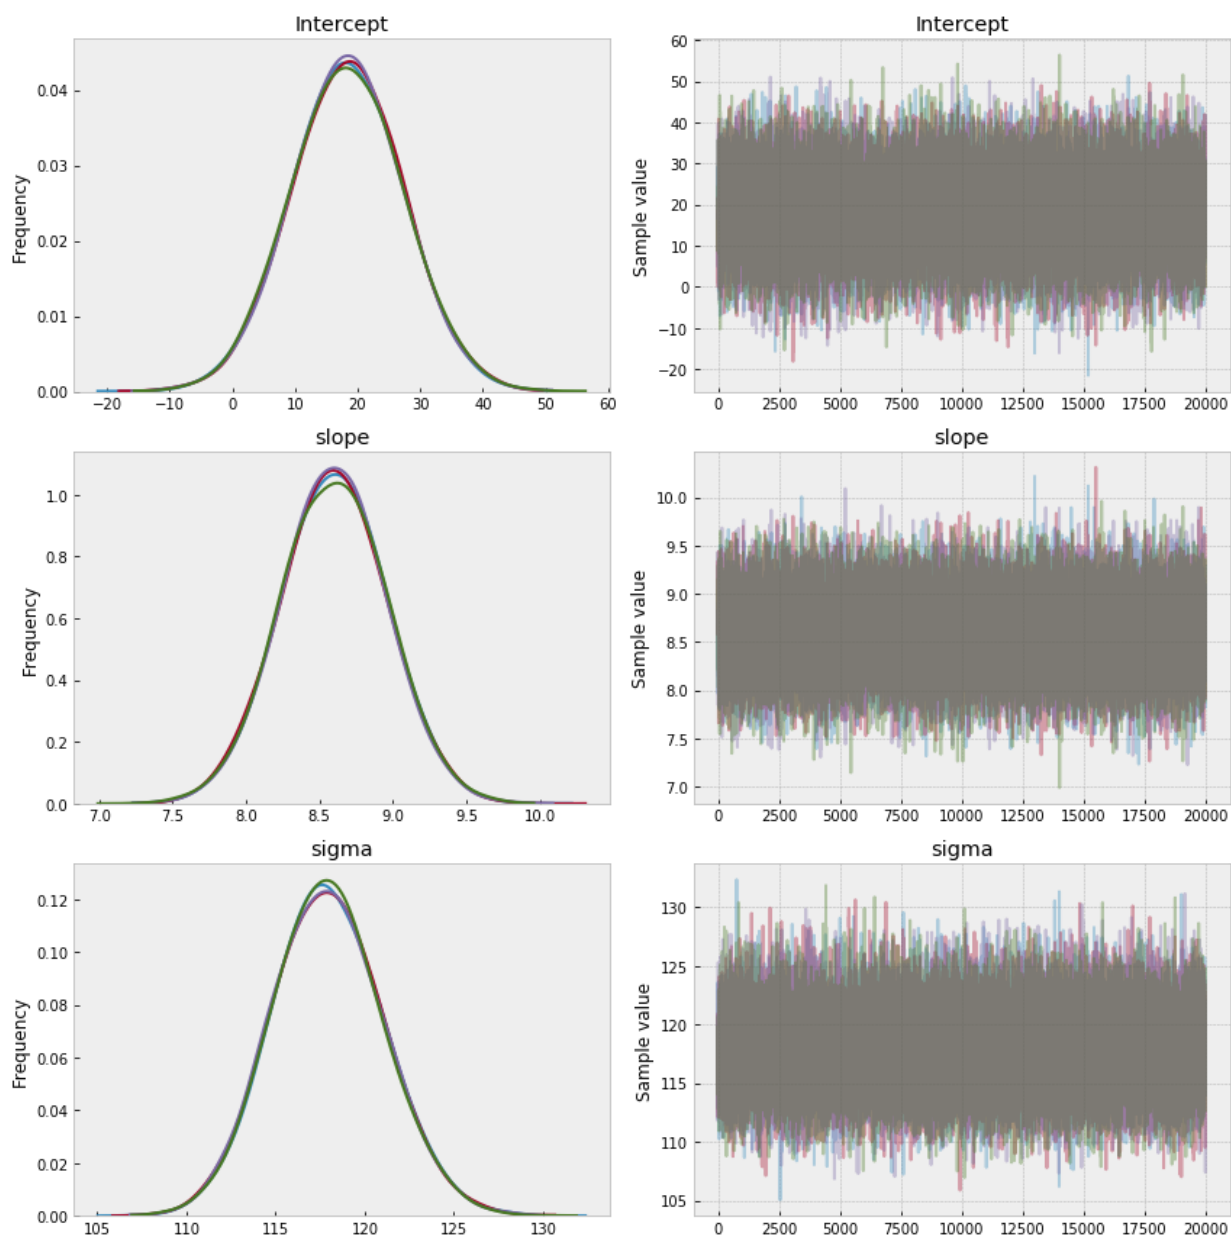 Intercept
Frequency
0.04
0.03
0.02
0.01
0.00
−20 −10 0 10 20 30 40 50 60
Intercept
Sample value
60
50
40
30
20
10
0
−10
−20
0 2500 5000 7500 10000 12500 15000 17500 20000
slope
Frequency
1.0
0.8
0.6
0.4
0.2
0.0
7.0 7.5 8.0 8.5 9.0 9.5 10.0
slope
Sample value
10.0
9.5
9.0
8.5
8.0
7.5
7.0
0 2500 5000 7500 10000 12500 15000 17500 20000
sigma
Frequency
0.12
0.10
0.08
0.06
0.04
0.02
0.00
105 110 115 120 125 130
sigma
Sample value
130
125
120
115
110
105
0 2500 5000 7500 10000 12500 15000 17500 20000